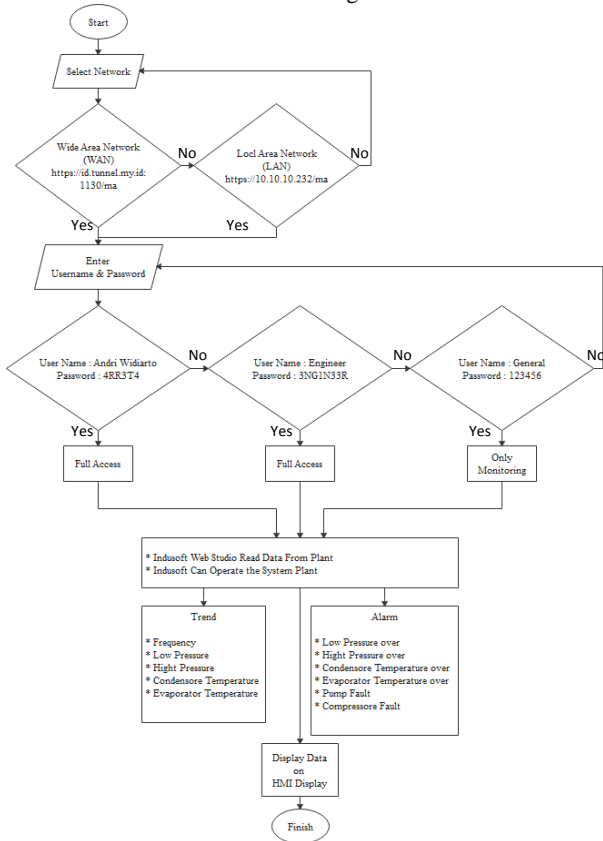 Start
Select Network
Wide Area Network
(WAN)
https://id.tunnel.my.id:
1130/ma
No
Locl Area Network
(LAN)
https://10.10.10.232/ma
No
Yes
Yes
Enter
Username & Password
User Name : Andri Widiarto
Password : 4RR3T4
No
User Name : Engineer
Password : 3NG1N33R
No
User Name : General
Password : 123456
No
Yes
Yes
Yes
Full Access
Full Access
Only
Monitoring
* Indusoft Web Studio Read Data From Plant
* Indusoft Can Operate the System Plant
Trend
* Frequency
* Low Pressure
* Hight Pressure
* Condensore Temperature
* Evaporator Temperature
Alarm
* Low Pressure over
* Hight Pressure over
* Condensore Temperature over
* Evaporator Temperature over
* Pump Fault
* Compressore Fault
Display Data
on
HMI Display
Finish